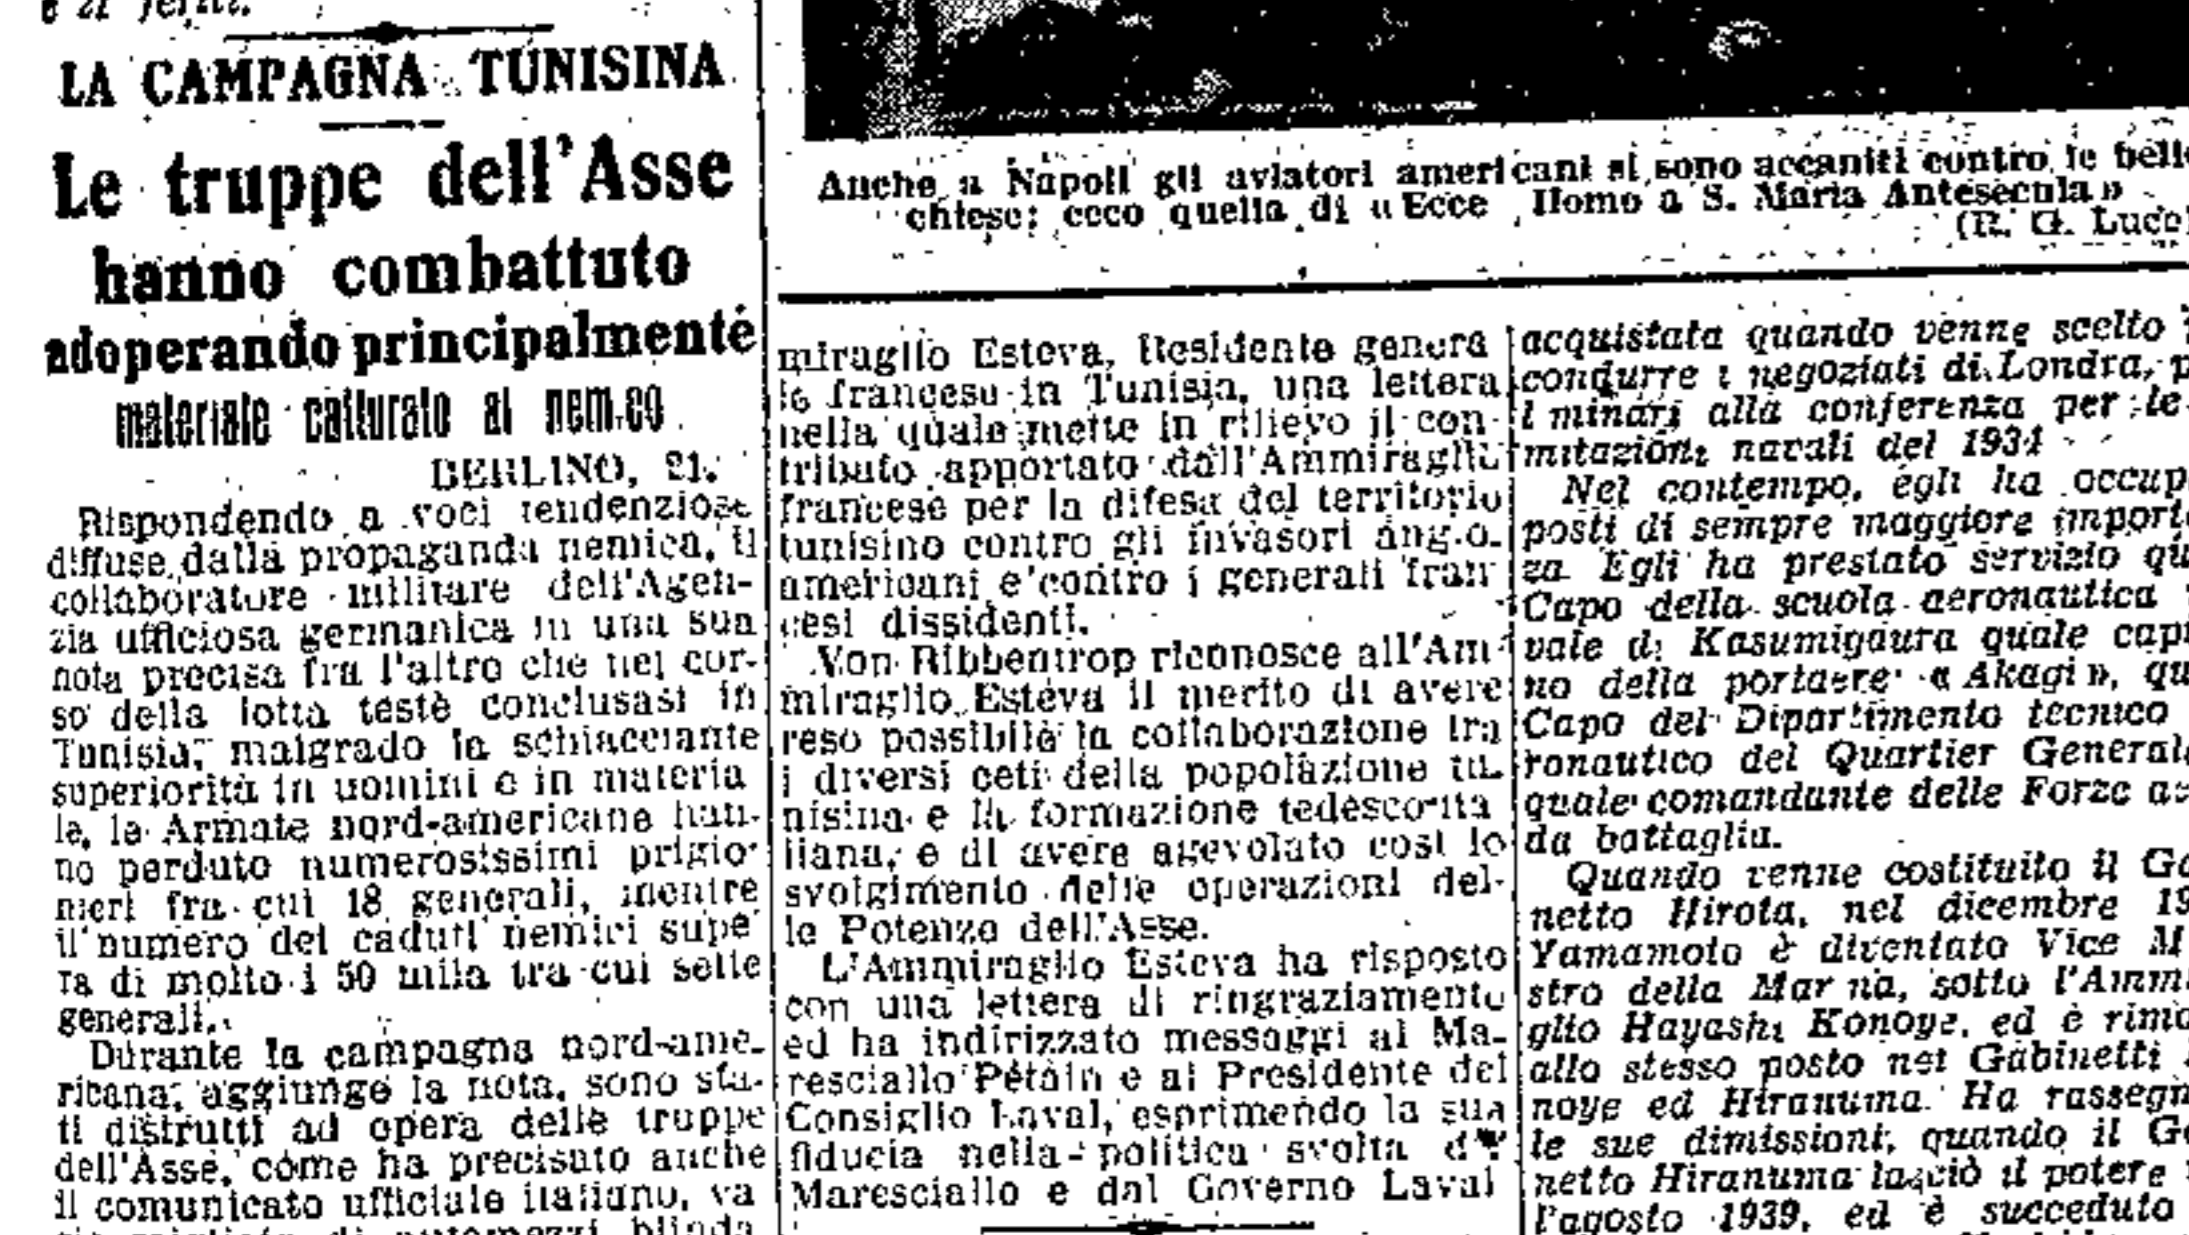 e ai feriti.
LA CAMPAGNA TUNISINA
Le truppe dell'Asse
hanno combattuto
adoperando principalmente
materiale catturato al nemico
BERLINO, 21.
Rispondendo a voci tendenziose
diffuse dalla propaganda nemica, il
collaboratore militare dell'Agen-
zia ufficiosa germanica in una sua
nota precisa fra l'altro che nel cor-
so della lotta testè conclusasi in
Tunisia, malgrado la schiacciante
superiorità in uomini e in materia
le, le Armate nord-americane han-
no perduto numerosissimi prigio-
nieri fra cui 18 generali, mentre
il numero dei caduti nemici supe
ra di molto i 50 mila tra cui sette
generali.
Durante la campagna nord-ame-
ricana, aggiunge la nota, sono sta-
ti distrutti ad opera delle truppe
dell'Asse, come ha precisato anche
il comunicato ufficiale italiano, va
di automezzi blinda
Anche a Napoli gli aviatori americani si sono accaniti contro le belle
chiese: ecco quella di « Ecce Homo a S. Maria Antesecula »
(R. G. Luce)
miraglio Esteva, Residente genera
le francese in Tunisia, una lettera
nella quale mette in rilievo il con-
tributo apportato dall'Ammiraglio
francese per la difesa del territorio
tunisino contro gli invasori anglo-
americani e contro i generali fran
cesi dissidenti.
Von Ribbentrop riconosce all'Am-
miraglio Esteva il merito di avere
reso possibile la collaborazione tra
i diversi ceti della popolazione tu-
nisina e la formazione tedesco-ita
liana, e di avere agevolato così lo
svolgimento delle operazioni del-
le Potenze dell'Asse.
L'Ammiraglio Esteva ha risposto
con una lettera di ringraziamento
ed ha indirizzato messaggi al Ma-
resciallo Pétain e al Presidente del
Consiglio Laval, esprimendo la sua
fiducia nella politica svolta dal
Maresciallo e dal Governo Laval
acquistata quando venne scelto
condurre i negoziati di Londra, p
minari alla conferenza per le
mitazioni navali del 1934
Nel contempo, egli ha occup
posti di sempre maggiore import
za. Egli ha prestato servizio qu
Capo della scuola aeronautica
vale di Kasumigaura quale capi
no della portaerei « Akagi », qu
Capo del Dipartimento tecnico
ronautico del Quartier General
quale comandante delle Forze ae
da battaglia.
Quando venne costituito il Ga
netto Hirota, nel dicembre 19
Yamamoto è diventato Vice M
stro della Marina, sotto l'Ammi
glio Hayashi Konoye, ed è rima
allo stesso posto nei Gabinetti
noye ed Hiranuma. Ha rassegn
le sue dimissioni, quando il Ga
netto Hiranuma lasciò il potere
l'agosto 1939, ed è succeduto